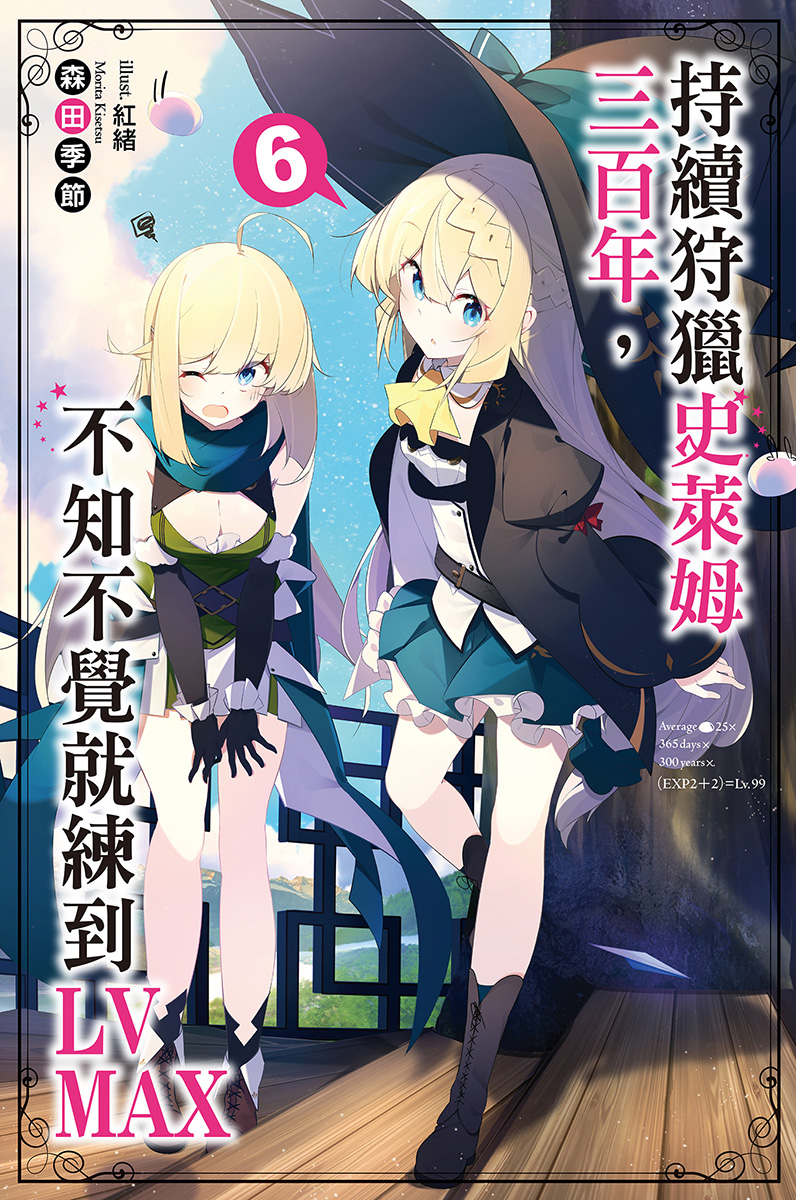 持續狩獵史萊姆
三百年，
不知不覺就練到
LV
MAX
6
illust. 紅緒
Morita Kisetsu
森田季節
Average 25×
365 days×
300 years×
(EXP2+2)=Lv.99